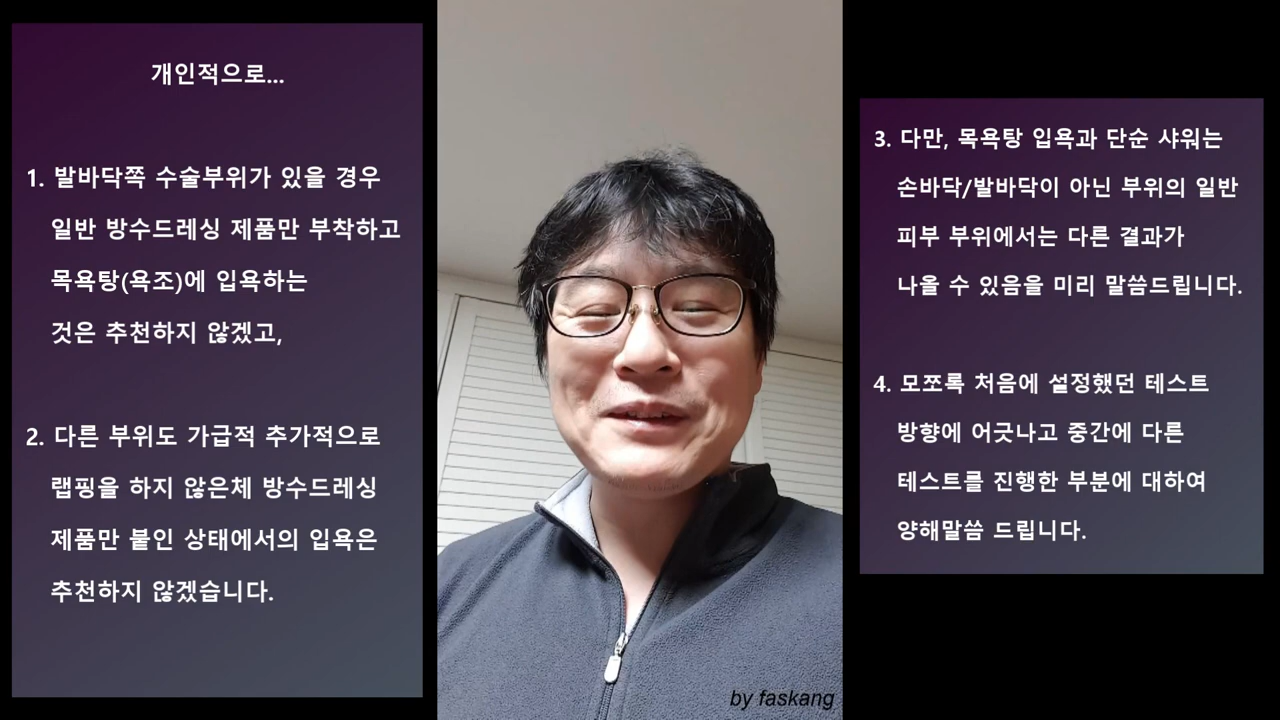 개인적으로...
1. 발바닥쪽 수술부위가 있을 경우
일반 방수드레싱 제품만 부착하고
목욕탕(욕조)에 입욕하는
것은 추천하지 않겠고,
2. 다른 부위도 가급적 추가적으로
랩핑을 하지 않은체 방수드레싱
제품만 붙인 상태에서의 입욕은
추천하지 않겠습니다.
3. 다만, 목욕탕 입욕과 단순 샤워는
손바닥/발바닥이 아닌 부위의 일반
피부 부위에서는 다른 결과가
나올 수 있음을 미리 말씀드립니다.
4. 모쪼록 처음에 설정했던 테스트
방향에 어긋나고 중간에 다른
테스트를 진행한 부분에 대하여
양해말씀 드립니다.
by faskang